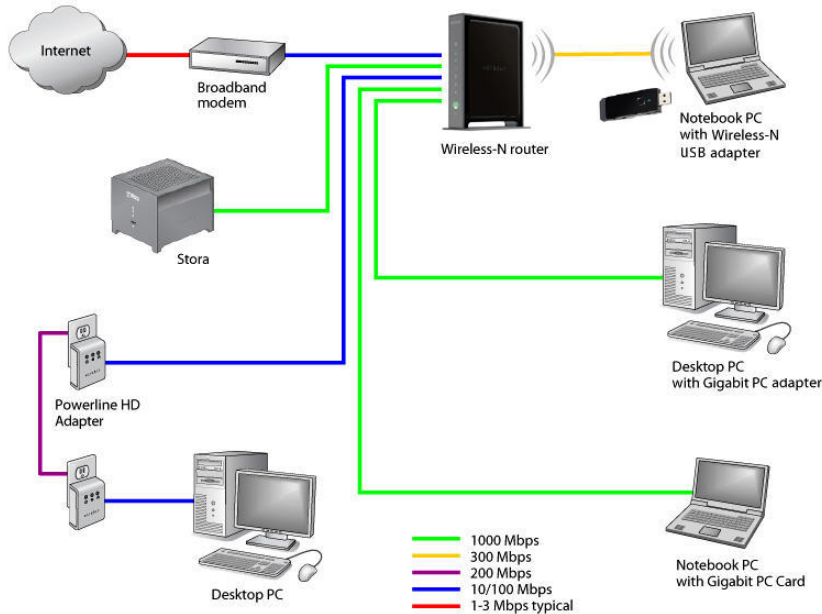 Internet
Broadband
modem
NETGEAR
Wireless-N router
Notebook PC
with Wireless-N
USB adapter
Stora
Desktop PC
with Gigabit PC adapter
Powerline HD
Adapter
Desktop PC
Notebook PC
with Gigabit PC Card
1000 Mbps
300 Mbps
200 Mbps
10/100 Mbps
1-3 Mbps typical